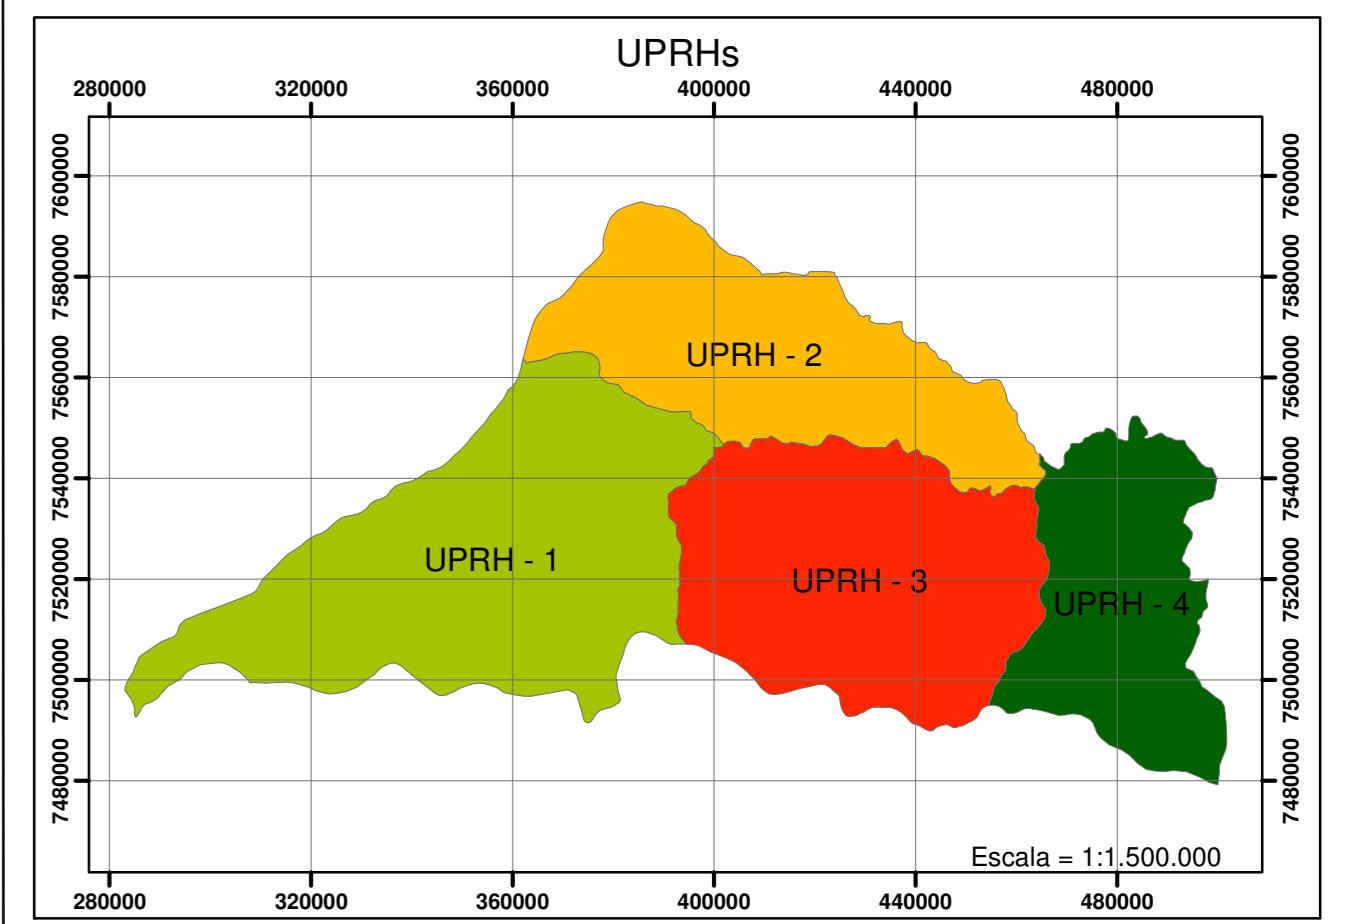 UPRHs
280000 320000 360000 400000 440000 480000
7600000 7600000
7580000 7580000
UPRH - 2
7560000 7560000
7540000 7540000
UPRH - 1
7520000 7520000
UPRH - 3
UPRH - 4
7500000 7500000
7480000 7480000
Escala = 1:1.500.000
280000 320000 360000 400000 440000 480000